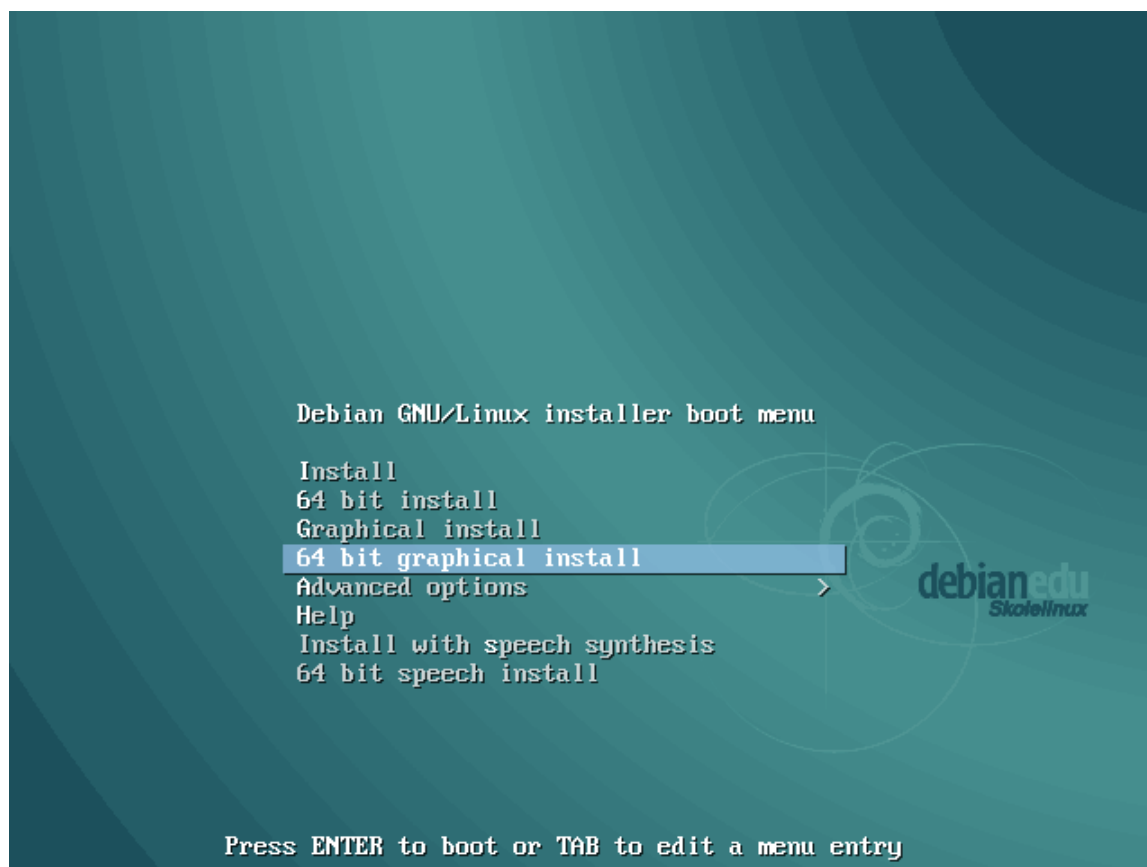 Debian GNU/Linux installer boot menu
Install
64 bit install
Graphical install
64 bit graphical install
Advanced options >
Help
Install with speech synthesis
64 bit speech install
debianedu
Skolelinux
Press ENTER to boot or TAB to edit a menu entry